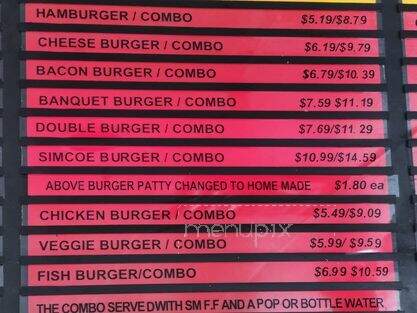 HAMBURGER / COMBO $5.19/$8.79
CHEESE BURGER / COMBO $6.19/$9.79
BACON BURGER / COMBO $6.79/$10.39
BANQUET BURGER / COMBO $7.59 $11.19
DOUBLE BURGER / COMBO $7.69/$11.29
SIMCOE BURGER / COMBO $10.99/$14.59
ABOVE BURGER PATTY CHANGED TO HOME MADE $1.80 ea
CHICKEN BURGER / COMBO $5.49/$9.09
menupix
VEGGIE BURGER / COMBO $5.99/ $9.59
FISH BURGER/COMBO $6.99 $10.59
THE COMBO SERVE DWITH SM F.F AND A POP OR BOTTLE WATER